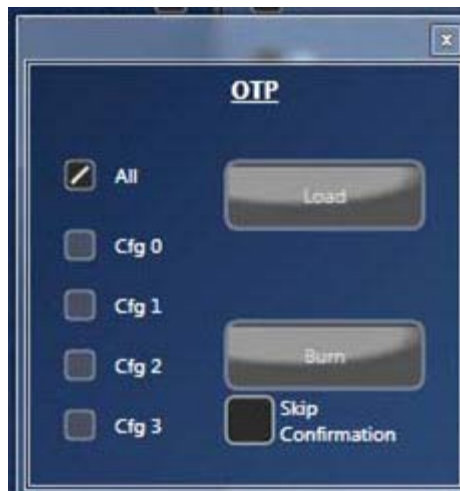 OTP
All
Load
Cfg 0
Cfg 1
Cfg 2
Burn
Cfg 3
Skip
Confirmation